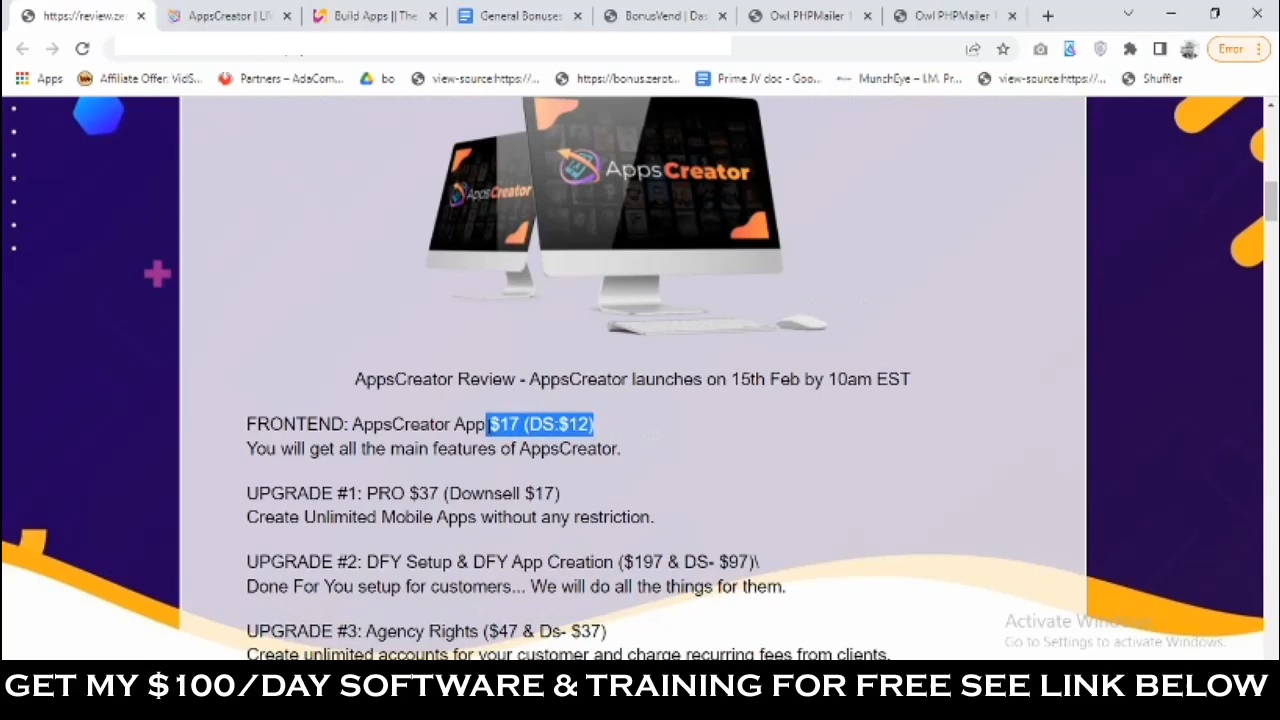 https://review.ze
AppsCreator | LIV
Build Apps || The
General Bonuses
BonusVend | Das
Owl PHPMailer 1
Owl PHPMailer 1
Error
Apps
Affiliate Offer: VidS...
Partners – AdaCom...
bo
view-source:https://...
https://bonus.zerot...
Prime JV doc - Goo...
MunchEye – I.M. Pr...
view-source:https://...
Shuffler
AppsCreator
AppsCreator
AppsCreator Review - AppsCreator launches on 15th Feb by 10am EST
FRONTEND: AppsCreator App $17 (DS:$12)
You will get all the main features of AppsCreator.
UPGRADE #1: PRO $37 (Downsell $17)
Create Unlimited Mobile Apps without any restriction.
UPGRADE #2: DFY Setup & DFY App Creation ($197 & DS- $97)\
Done For You setup for customers... We will do all the things for them.
UPGRADE #3: Agency Rights ($47 & Ds- $37)
Create unlimited accounts for your customer and charge recurring fees from clients.
Activate Windows
Go to Settings to activate Windows.
GET MY $100/DAY SOFTWARE & TRAINING FOR FREE SEE LINK BELOW